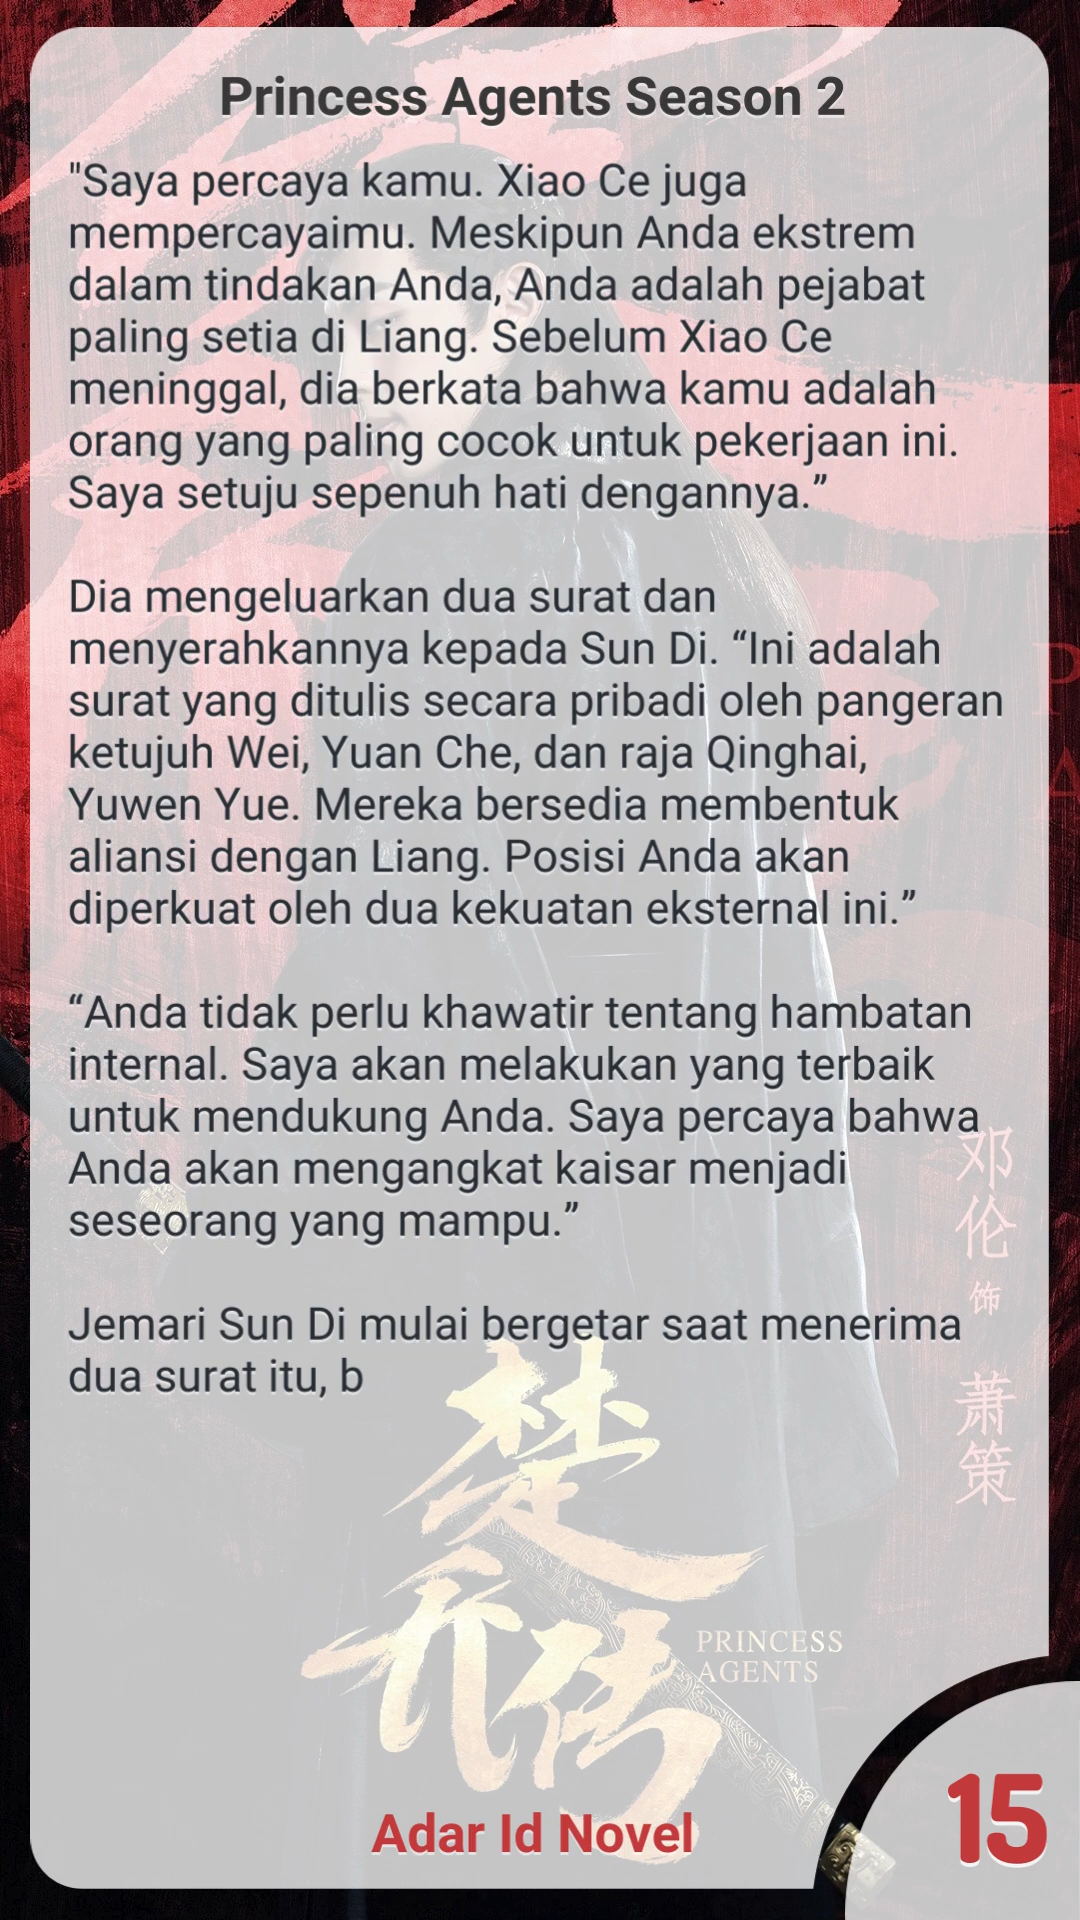 Princess Agents Season 2
"Saya percaya kamu. Xiao Ce juga
mempercayaimu. Meskipun Anda ekstrem
dalam tindakan Anda, Anda adalah pejabat
paling setia di Liang. Sebelum Xiao Ce
meninggal, dia berkata bahwa kamu adalah
orang yang paling cocok untuk pekerjaan ini.
Saya setuju sepenuh hati dengannya.”
Dia mengeluarkan dua surat dan
menyerahkannya kepada Sun Di. “Ini adalah
surat yang ditulis secara pribadi oleh pangeran
ketujuh Wei, Yuan Che, dan raja Qinghai,
Yuwen Yue. Mereka bersedia membentuk
aliansi dengan Liang. Posisi Anda akan
diperkuat oleh dua kekuatan eksternal ini.”
“Anda tidak perlu khawatir tentang hambatan
internal. Saya akan melakukan yang terbaik
untuk mendukung Anda. Saya percaya bahwa
Anda akan mengangkat kaisar menjadi
seseorang yang mampu.”
Jemari Sun Di mulai bergetar saat menerima
dua surat itu, b
邓伦 饰 萧策
楚乔传
PRINCESS
AGENTS
Adar Id Novel
15